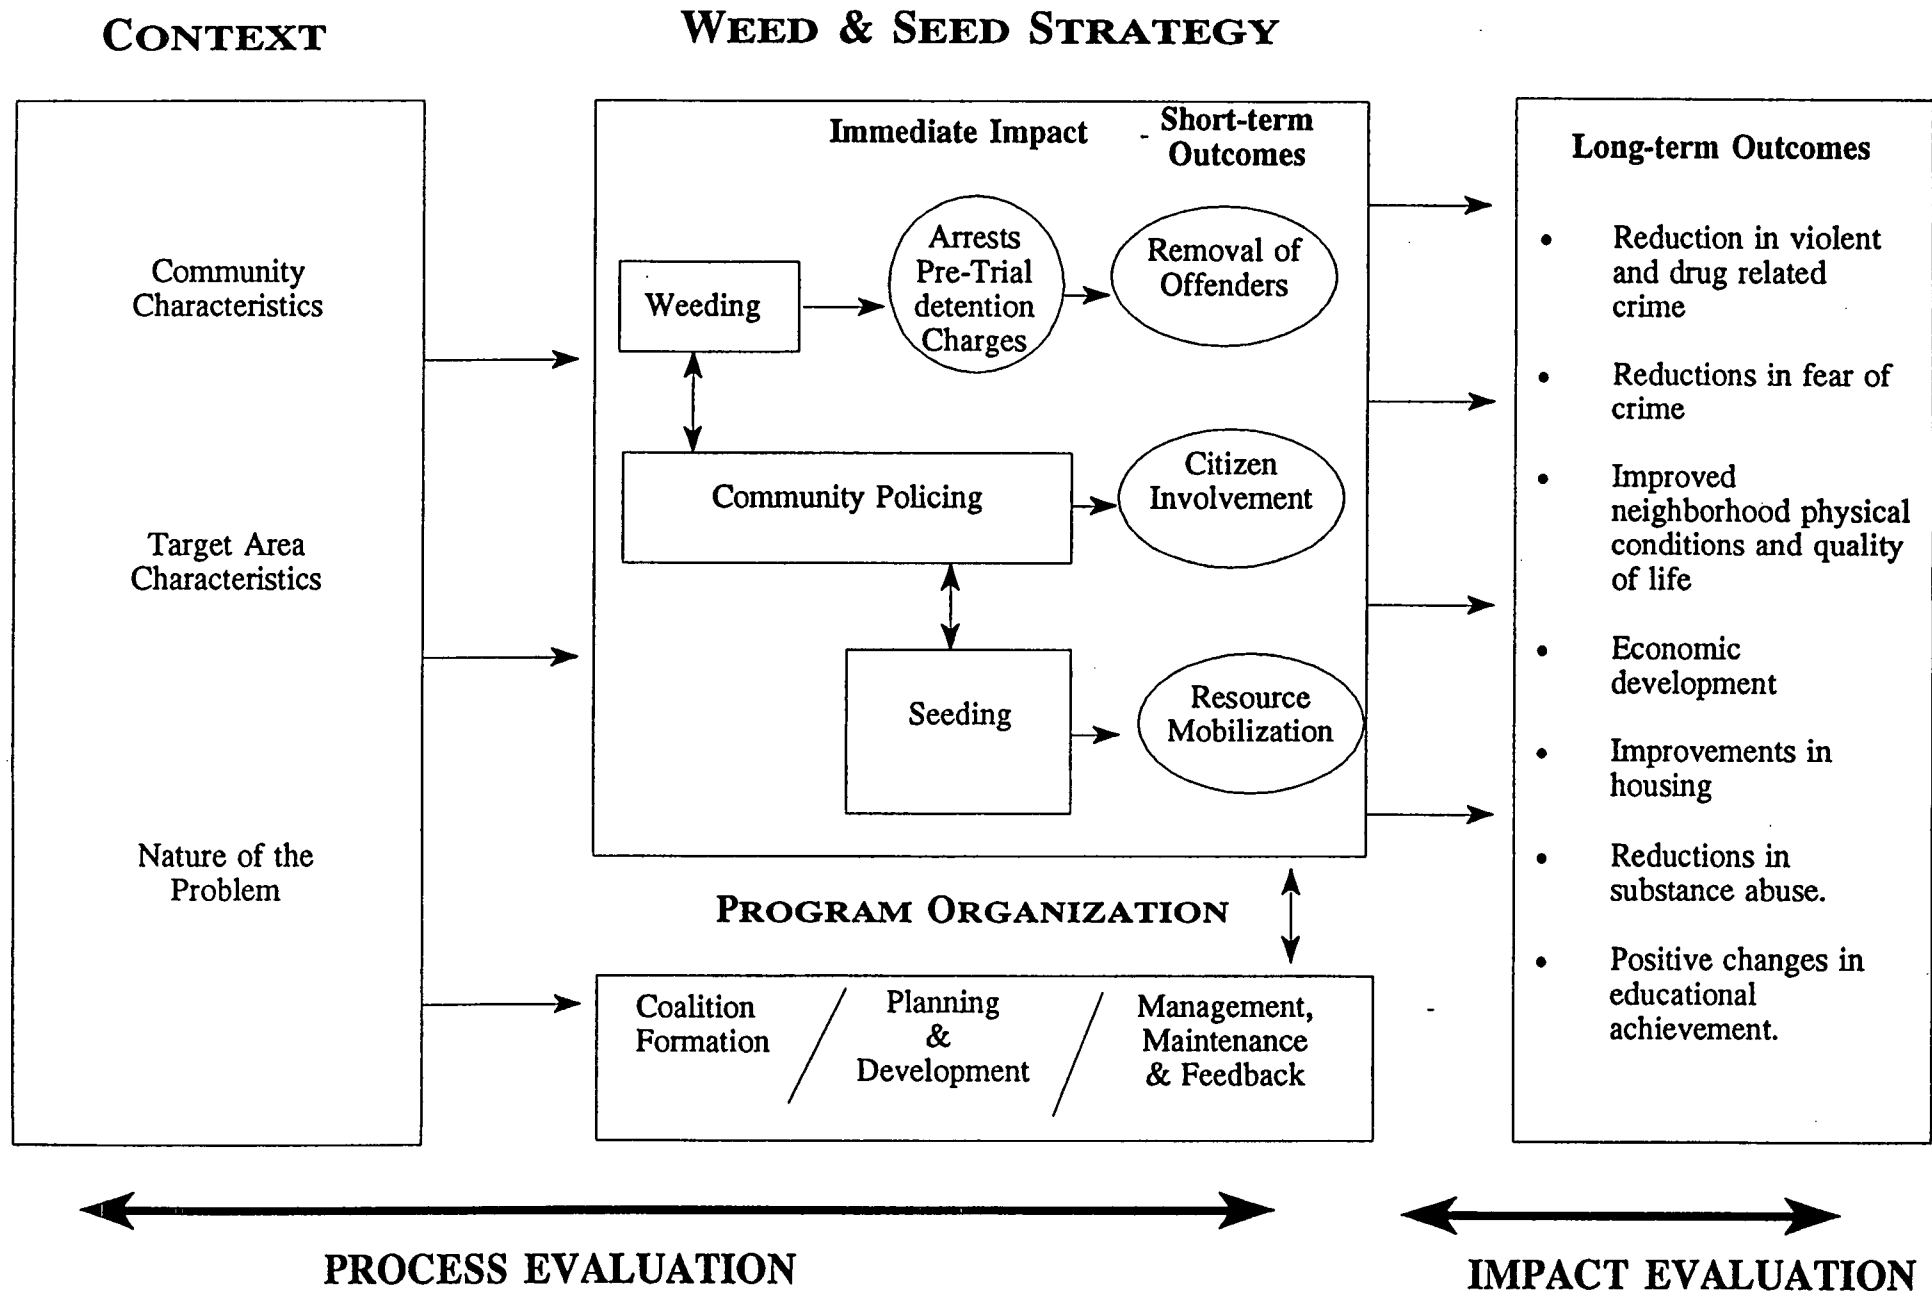 CONTEXT
WEED & SEED STRATEGY
Community
Characteristics
Target Area
Characteristics
Nature of the
Problem
Immediate Impact
Short-term
Outcomes
Weeding
Arrests
Pre-Trial
detention
Charges
Removal of
Offenders
Community Policing
Citizen
Involvement
Seeding
Resource
Mobilization
PROGRAM ORGANIZATION
Coalition
Formation
Planning
&
Development
Management,
Maintenance
& Feedback
Long-term Outcomes
• Reduction in violent
and drug related
crime
• Reductions in fear of
crime
• Improved
neighborhood physical
conditions and quality
of life
• Economic
development
• Improvements in
housing
• Reductions in
substance abuse.
• Positive changes in
educational
achievement.
PROCESS EVALUATION
IMPACT EVALUATION